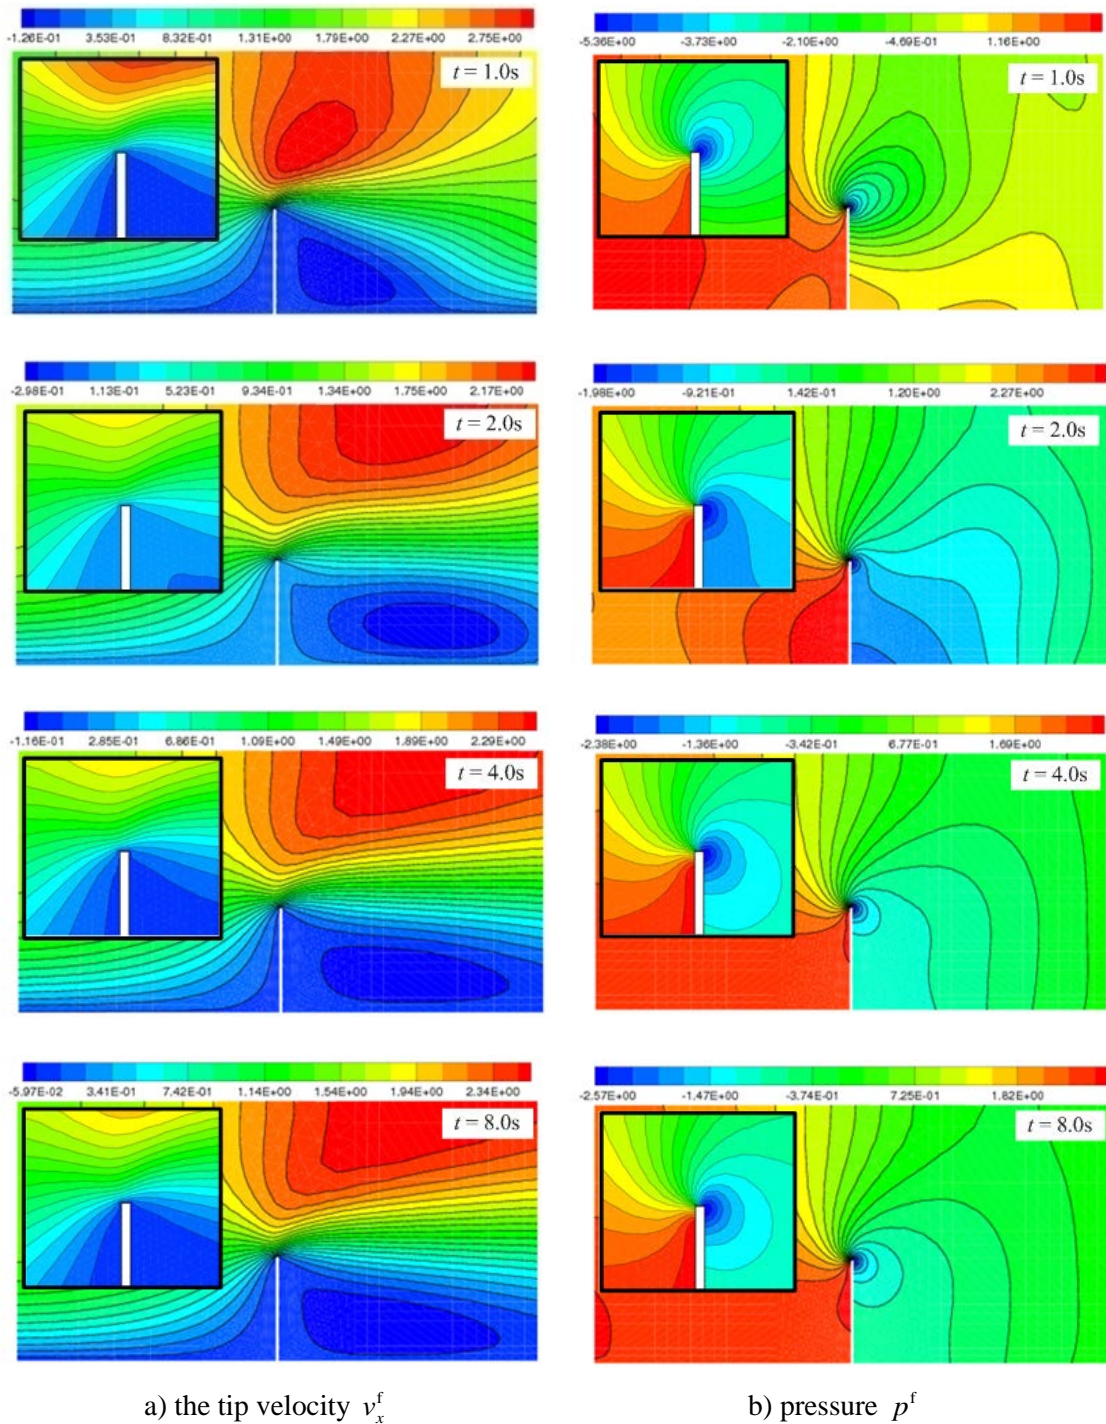 -1.26E+00 3.53E-01 8.32E-01 1.31E+00 1.79E+00 2.27E+00 2.75E+00
t = 1.0s
-5.36E+00 -3.73E+00 -2.10E+00 -4.69E-01 1.16E+00
t = 1.0s
-2.98E-01 1.13E-01 5.23E-01 9.34E-01 1.34E+00 1.75E+00 2.17E+00
t = 2.0s
-1.98E+00 -9.21E-01 1.42E-01 1.20E+00 2.27E+00
t = 2.0s
-1.16E-01 2.85E-01 6.86E-01 1.09E+00 1.49E+00 1.89E+00 2.29E+00
t = 4.0s
-2.38E+00 -1.36E+00 -3.42E-01 6.77E-01 1.69E+00
t = 4.0s
-5.97E-02 3.41E-01 7.42E-01 1.14E+00 1.54E+00 1.94E+00 2.34E+00
t = 8.0s
-2.57E+00 -1.47E+00 -3.74E-01 7.25E-01 1.82E+00
t = 8.0s
a) the tip velocity v_x^f
b) pressure p^f